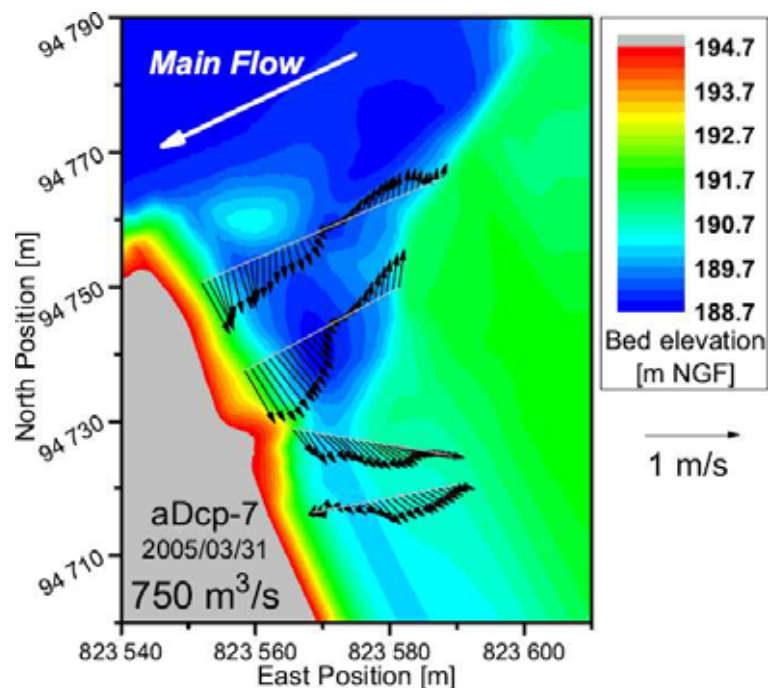 94 790
94 770
94 750
94 730
94 710
North Position [m]
Main Flow
aDcp-7
2005/03/31
750 m³/s
823 540
823 560
823 580
823 600
East Position [m]
194.7
193.7
192.7
191.7
190.7
189.7
188.7
Bed elevation
[m NGF]
1 m/s